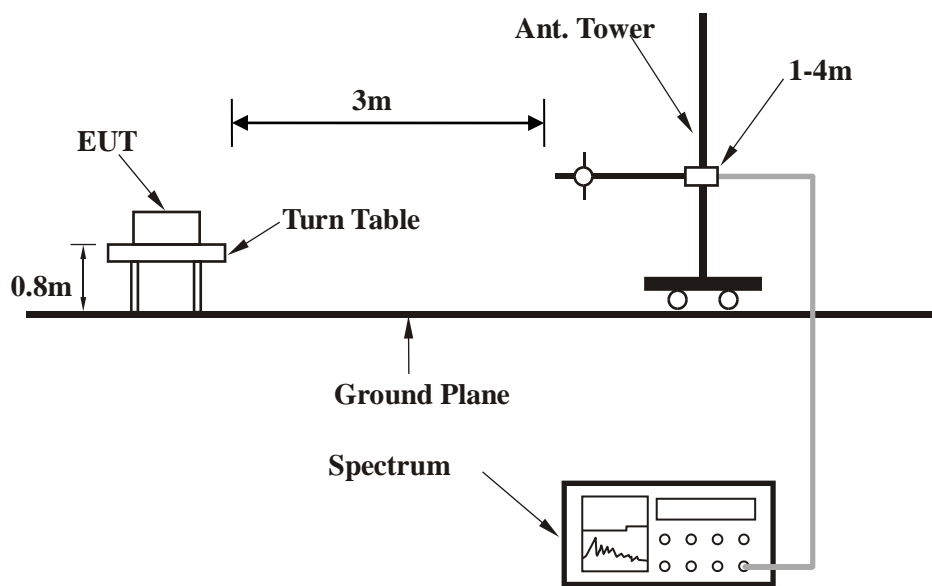 Ant. Tower
1-4m
3m
EUT
Turn Table
0.8m
Ground Plane
Spectrum